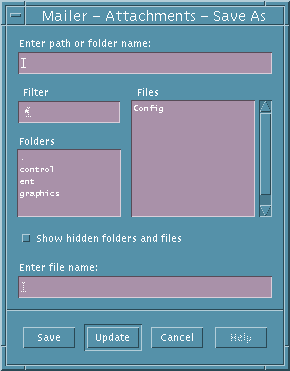 Mailer – Attachments – Save As
Enter path or folder name:
Filter
*
Folders
.
control
ent
graphics
Files
Config
Show hidden folders and files
Enter file name:
Save
Update
Cancel
Help